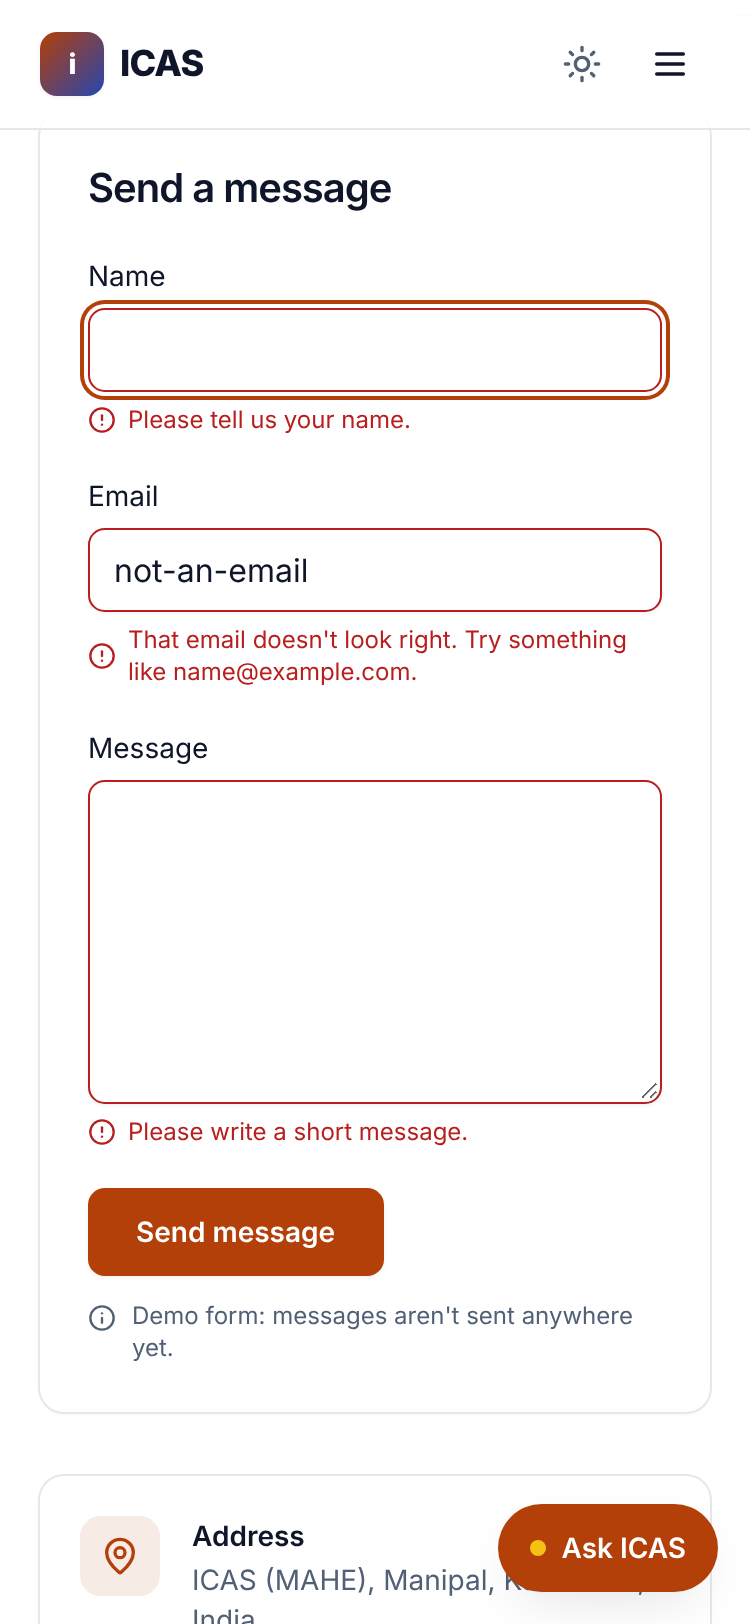 i ICAS
Send a message
Name
Please tell us your name.
Email
not-an-email
That email doesn't look right. Try something
like name@example.com.
Message
Please write a short message.
Send message
Demo form: messages aren't sent anywhere
yet.
Address
ICAS (MAHE), Manipal,
India
Ask ICAS